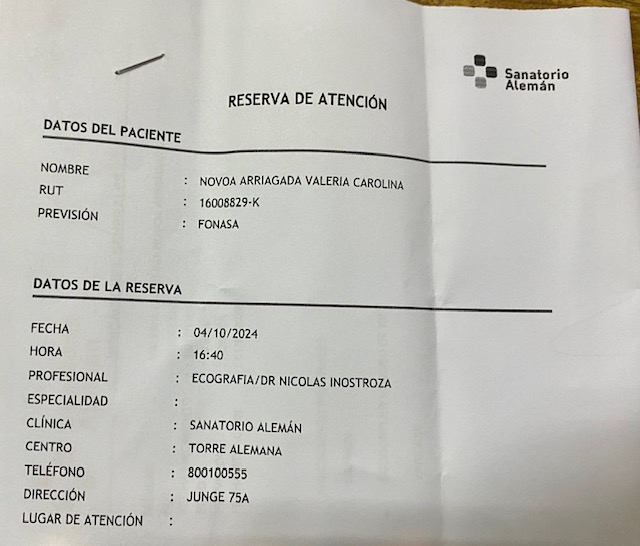 Sanatorio
Alemán
RESERVA DE ATENCIÓN
DATOS DEL PACIENTE
NOMBRE : NOVOA ARRIAGADA VALERIA CAROLINA
RUT : 16008829-K
PREVISIÓN : FONASA
DATOS DE LA RESERVA
FECHA : 04/10/2024
HORA : 16:40
PROFESIONAL : ECOGRAFIA/DR NICOLAS INOSTROZA
ESPECIALIDAD :
CLÍNICA : SANATORIO ALEMÁN
CENTRO : TORRE ALEMANA
TELÉFONO : 800100555
DIRECCIÓN : JUNGE 75A
LUGAR DE ATENCIÓN :